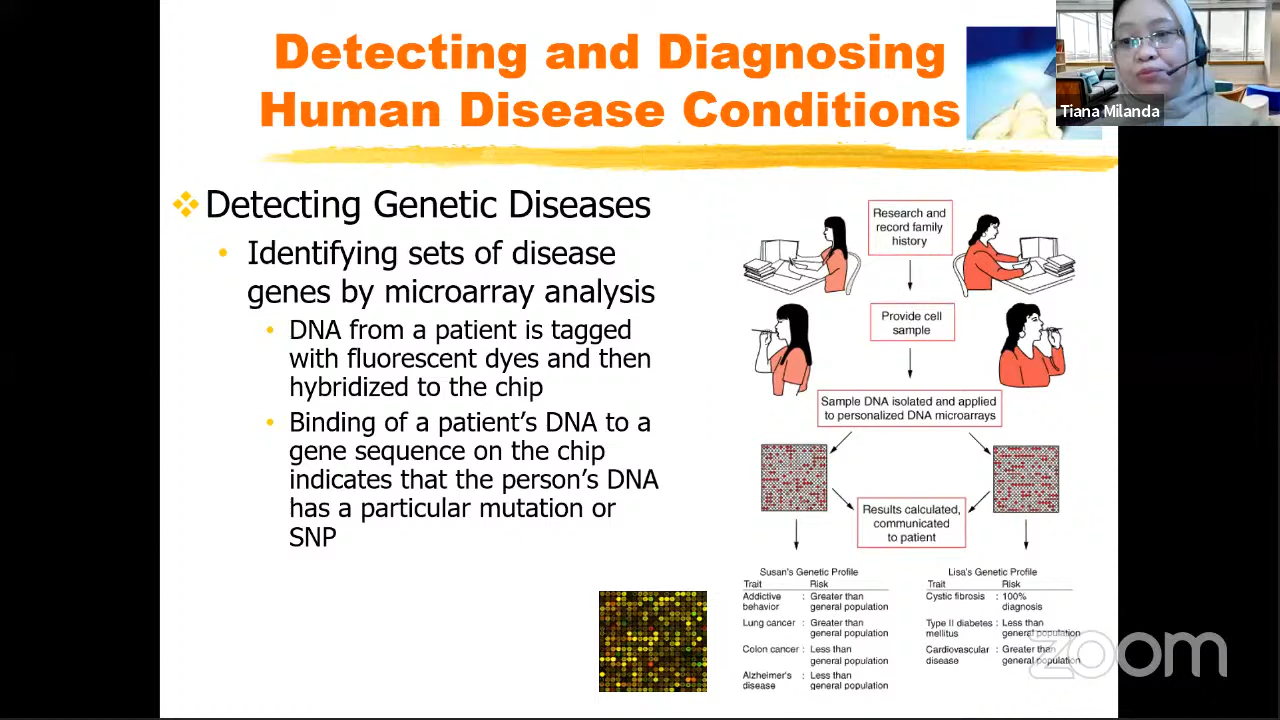 Detecting and Diagnosing
Human Disease Conditions
Tiana Milanda
Detecting Genetic Diseases
Identifying sets of disease
genes by microarray analysis
DNA from a patient is tagged
with fluorescent dyes and then
hybridized to the chip
Binding of a patient's DNA to a
gene sequence on the chip
indicates that the person's DNA
has a particular mutation or
SNP
Research and
record family
history
Provide cell
sample
Sample DNA isolated and applied
to personalized DNA microarrays
Results calculated,
communicated
to patient
Susan's Genetic Profile
Trait Risk
Addictive : Greater than
behavior general population
Lung cancer : Greater than
general population
Colon cancer : Less than
general population
Alzheimer's : Less than
disease general population
Lisa's Genetic Profile
Trait Risk
Cystic fibrosis : 100%
diagnosis
Type II diabetes : Less than
mellitus general population
Cardiovascular : Greater than
disease general population
zoom